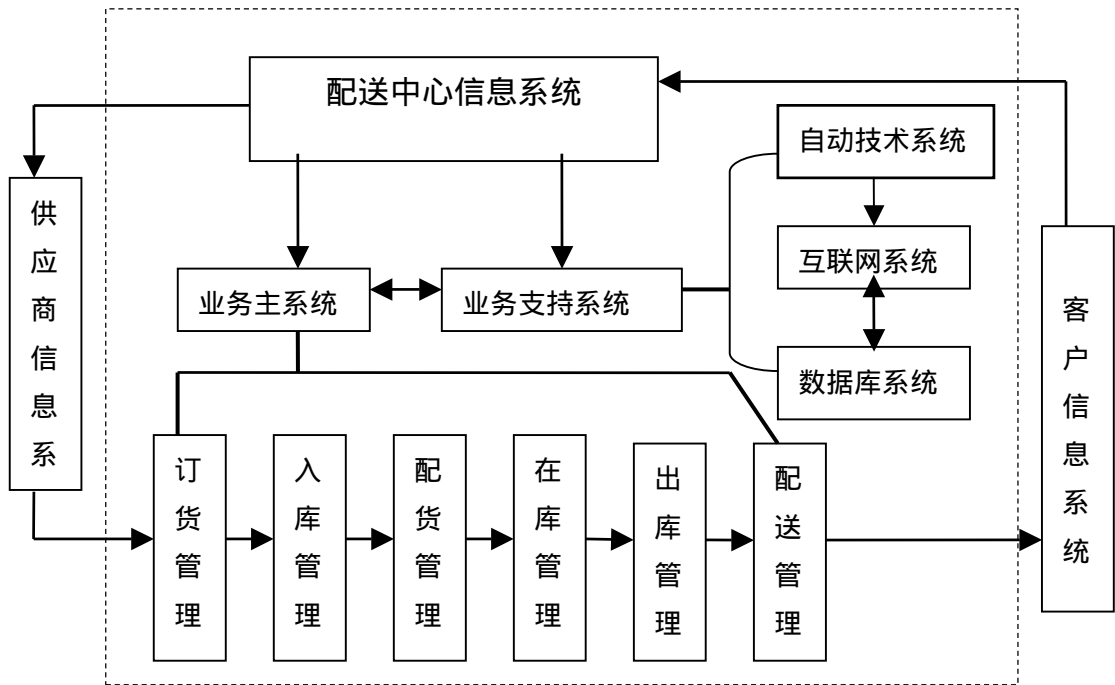 配送中心信息系统
自动技术系统
供应商信息系
互联网系统
业务主系统
业务支持系统
客户信息系统
数据库系统
订货管理
入库管理
配货管理
在库管理
出库管理
配送管理